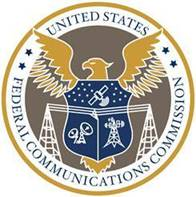 UNITED STATES
FEDERAL COMMUNICATIONS COMMISSION